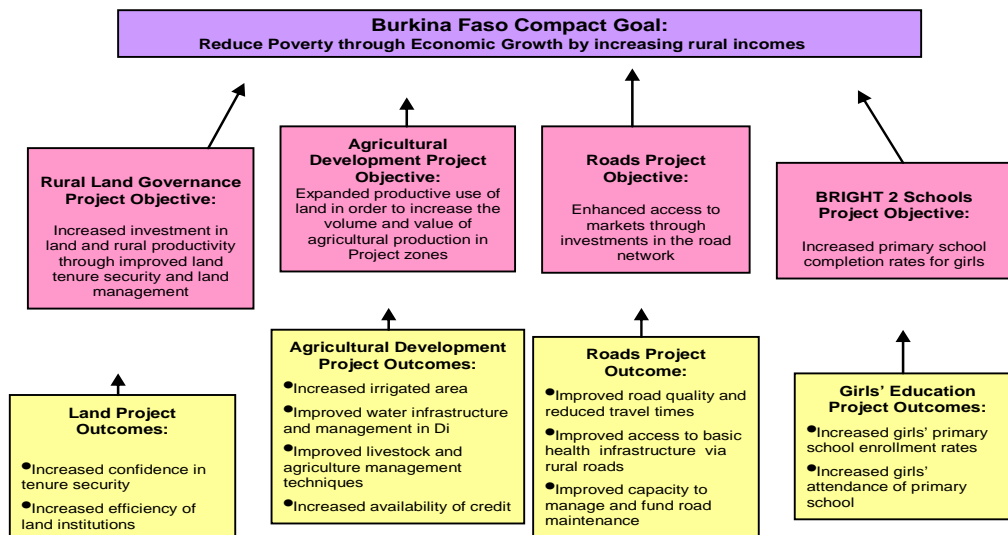 Burkina Faso Compact Goal:
Reduce Poverty through Economic Growth by increasing rural incomes
Rural Land Governance
Project Objective:
Increased investment in
land and rural productivity
through improved land
tenure security and land
management
Agricultural
Development Project
Objective:
Expanded productive use of
land in order to increase the
volume and value of
agricultural production in
Project zones
Roads Project
Objective:
Enhanced access to
markets through
investments in the road
network
BRIGHT 2 Schools
Project Objective:
Increased primary school
completion rates for girls
Land Project
Outcomes:
●Increased confidence in
tenure security
●Increased efficiency of
land institutions
Agricultural Development
Project Outcomes:
●Increased irrigated area
●Improved water infrastructure
and management in Di
●Improved livestock and
agriculture management
techniques
●Increased availability of credit
Roads Project
Outcome:
●Improved road quality and
reduced travel times
●Improved access to basic
health infrastructure via
rural roads
●Improved capacity to
manage and fund road
maintenance
Girls’ Education
Project Outcomes:
●Increased girls’ primary
school enrollment rates
●Increased girls’
attendance of primary
school